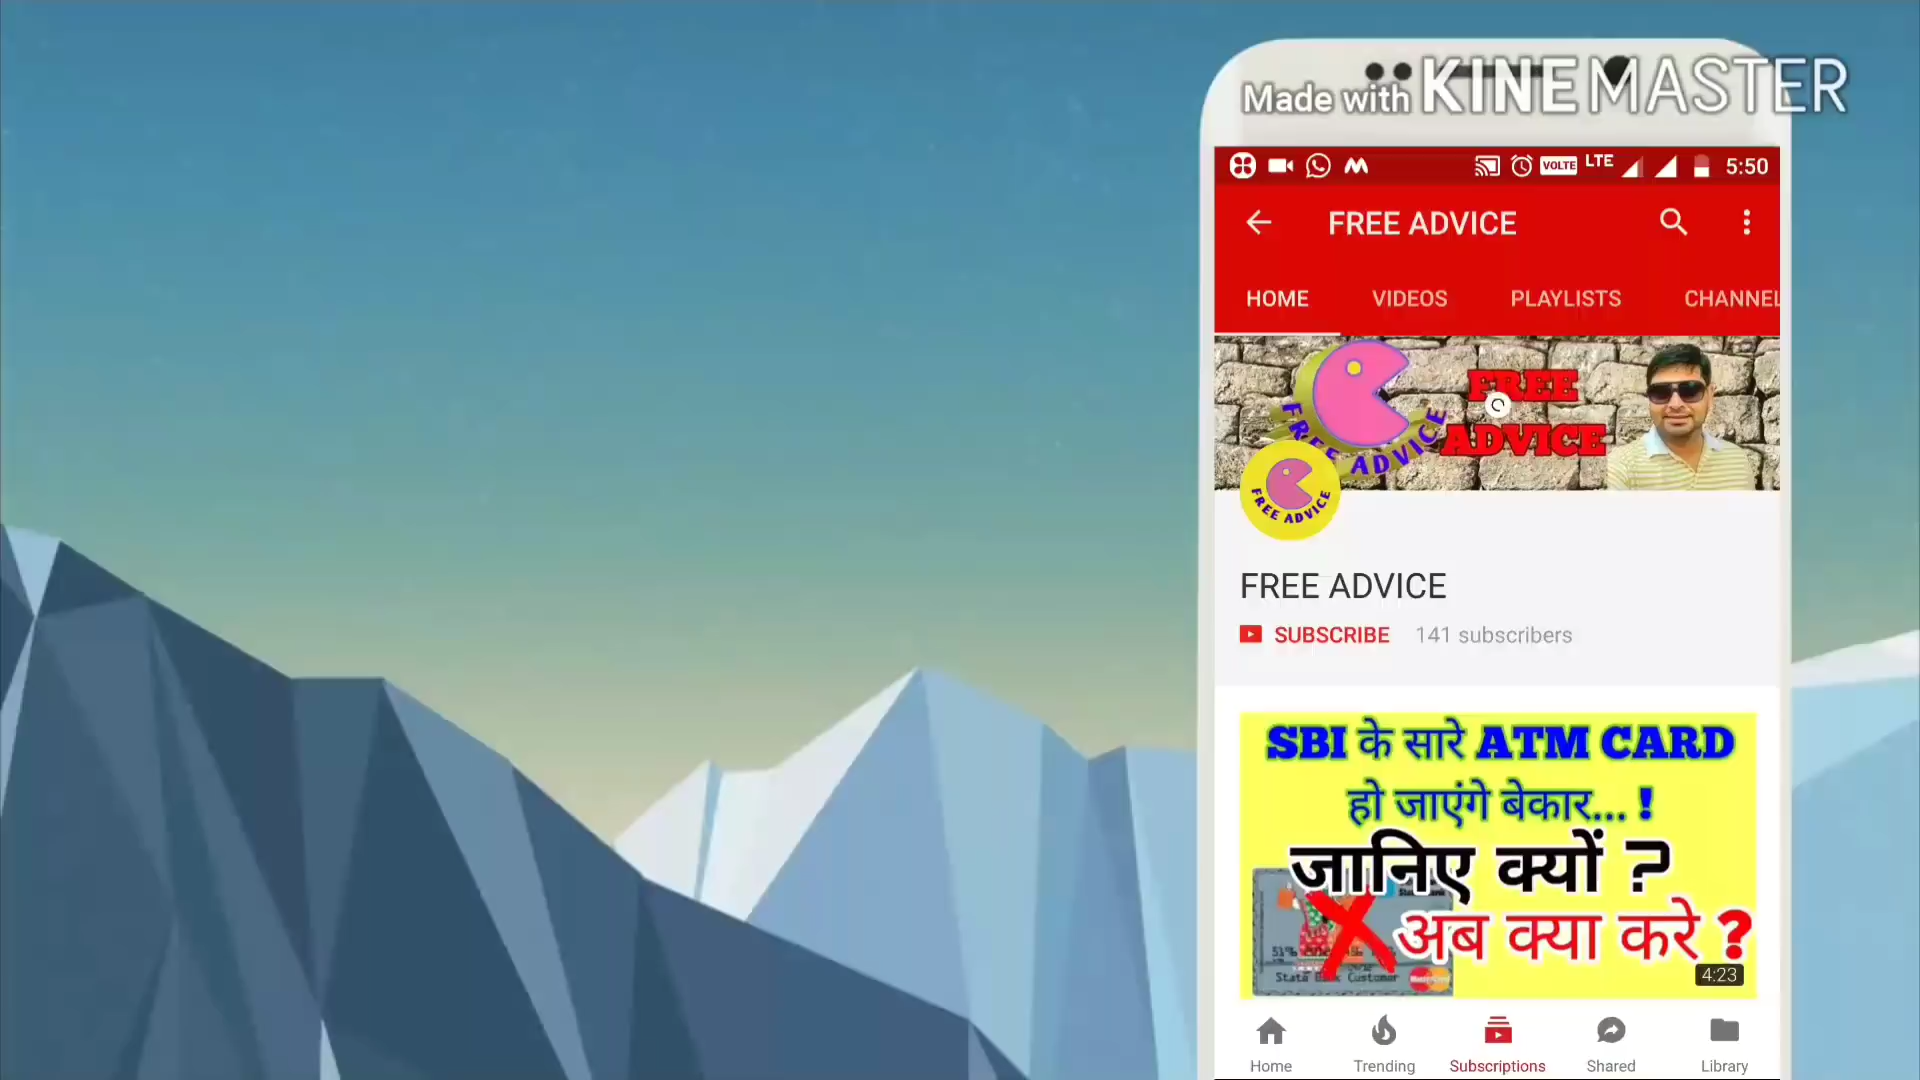 Made with KINEMASTER
VOLTE LTE 5:50
FREE ADVICE
HOME VIDEOS PLAYLISTS CHANNEL
FREE ADVICE
FREE
ADVICE
FREE ADVICE
FREE ADVICE
SUBSCRIBE 141 subscribers
SBI के सारे ATM CARD
हो जाएंगे बेकार... !
जानिए क्यों ?
अब क्या करे ?
Customer
4:23
Home Trending Subscriptions Shared Library